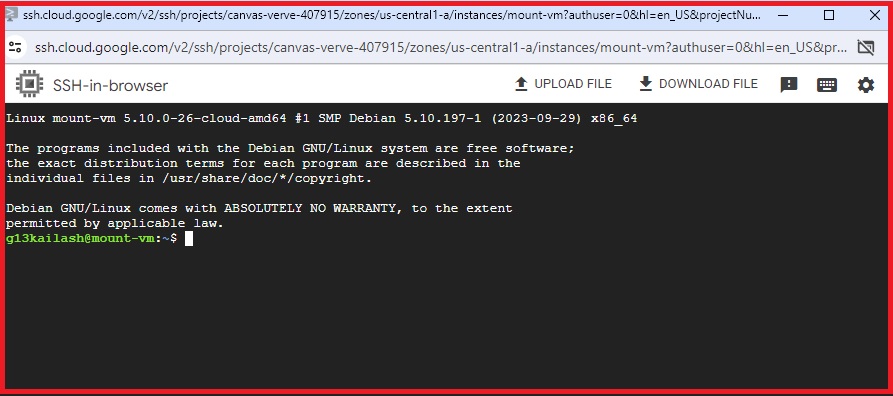 ssh.cloud.google.com/v2/ssh/projects/canvas-verve-407915/zones/us-central1-a/instances/mount-vm?authuser=0&hl=en_US&projectNu...
ssh.cloud.google.com/v2/ssh/projects/canvas-verve-407915/zones/us-central1-a/instances/mount-vm?authuser=0&hl=en_US&pr...
SSH-in-browser UPLOAD FILE DOWNLOAD FILE
Linux mount-vm 5.10.0-26-cloud-amd64 #1 SMP Debian 5.10.197-1 (2023-09-29) x86_64
The programs included with the Debian GNU/Linux system are free software;
the exact distribution terms for each program are described in the
individual files in /usr/share/doc/*/copyright.
Debian GNU/Linux comes with ABSOLUTELY NO WARRANTY, to the extent
permitted by applicable law.
g13kailash@mount-vm:~$